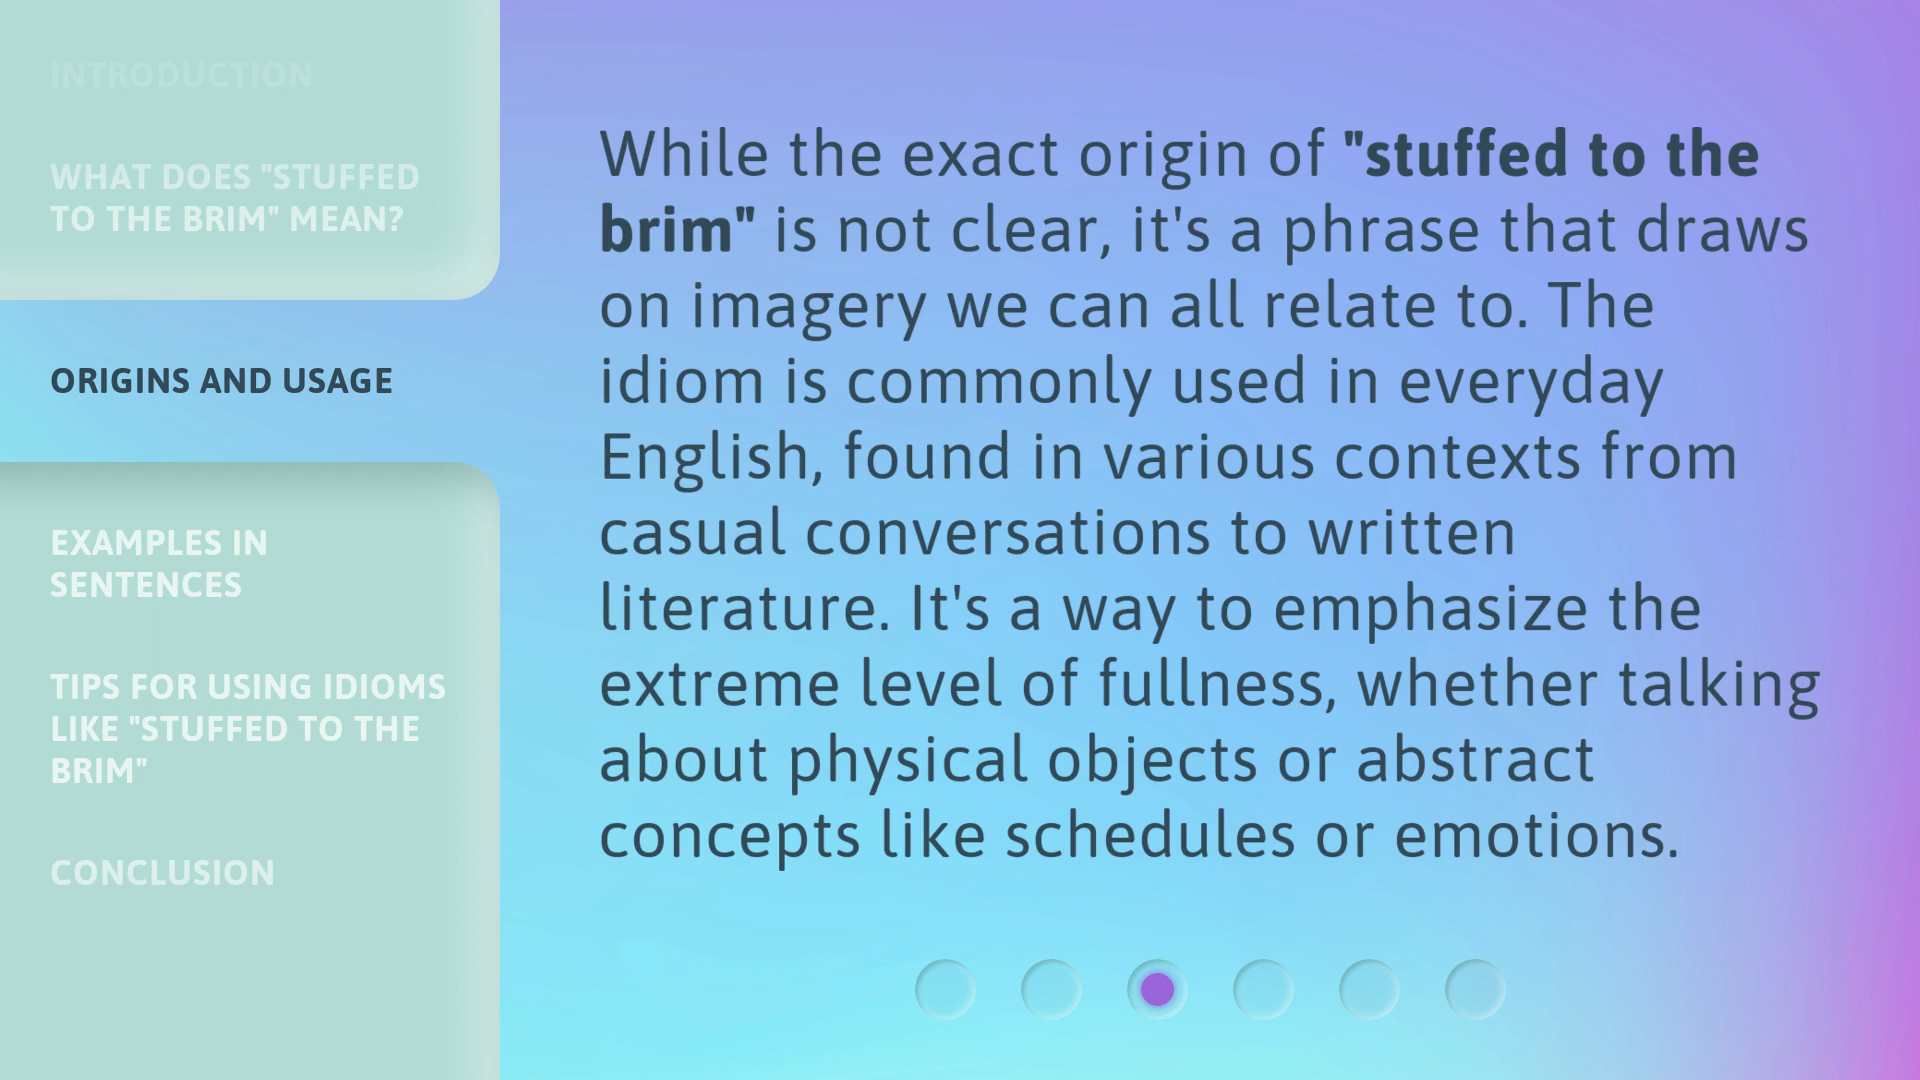 INTRODUCTION
WHAT DOES "STUFFED
TO THE BRIM" MEAN?
ORIGINS AND USAGE
EXAMPLES IN
SENTENCES
TIPS FOR USING IDIOMS
LIKE "STUFFED TO THE
BRIM"
CONCLUSION
While the exact origin of "stuffed to the
brim" is not clear, it's a phrase that draws
on imagery we can all relate to. The
idiom is commonly used in everyday
English, found in various contexts from
casual conversations to written
literature. It's a way to emphasize the
extreme level of fullness, whether talking
about physical objects or abstract
concepts like schedules or emotions.